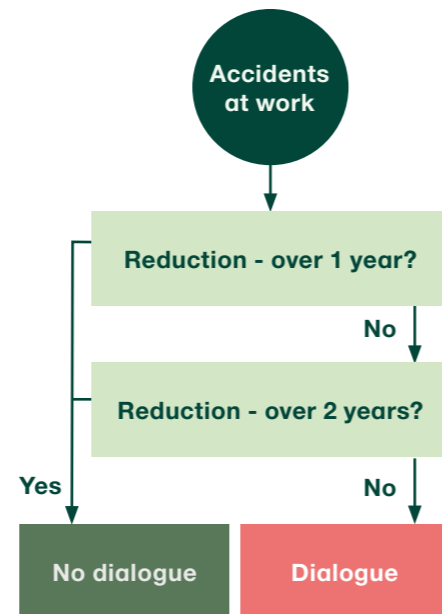 Accidents
at work
Reduction - over 1 year?
No
Reduction - over 2 years?
Yes
No
No dialogue
Dialogue